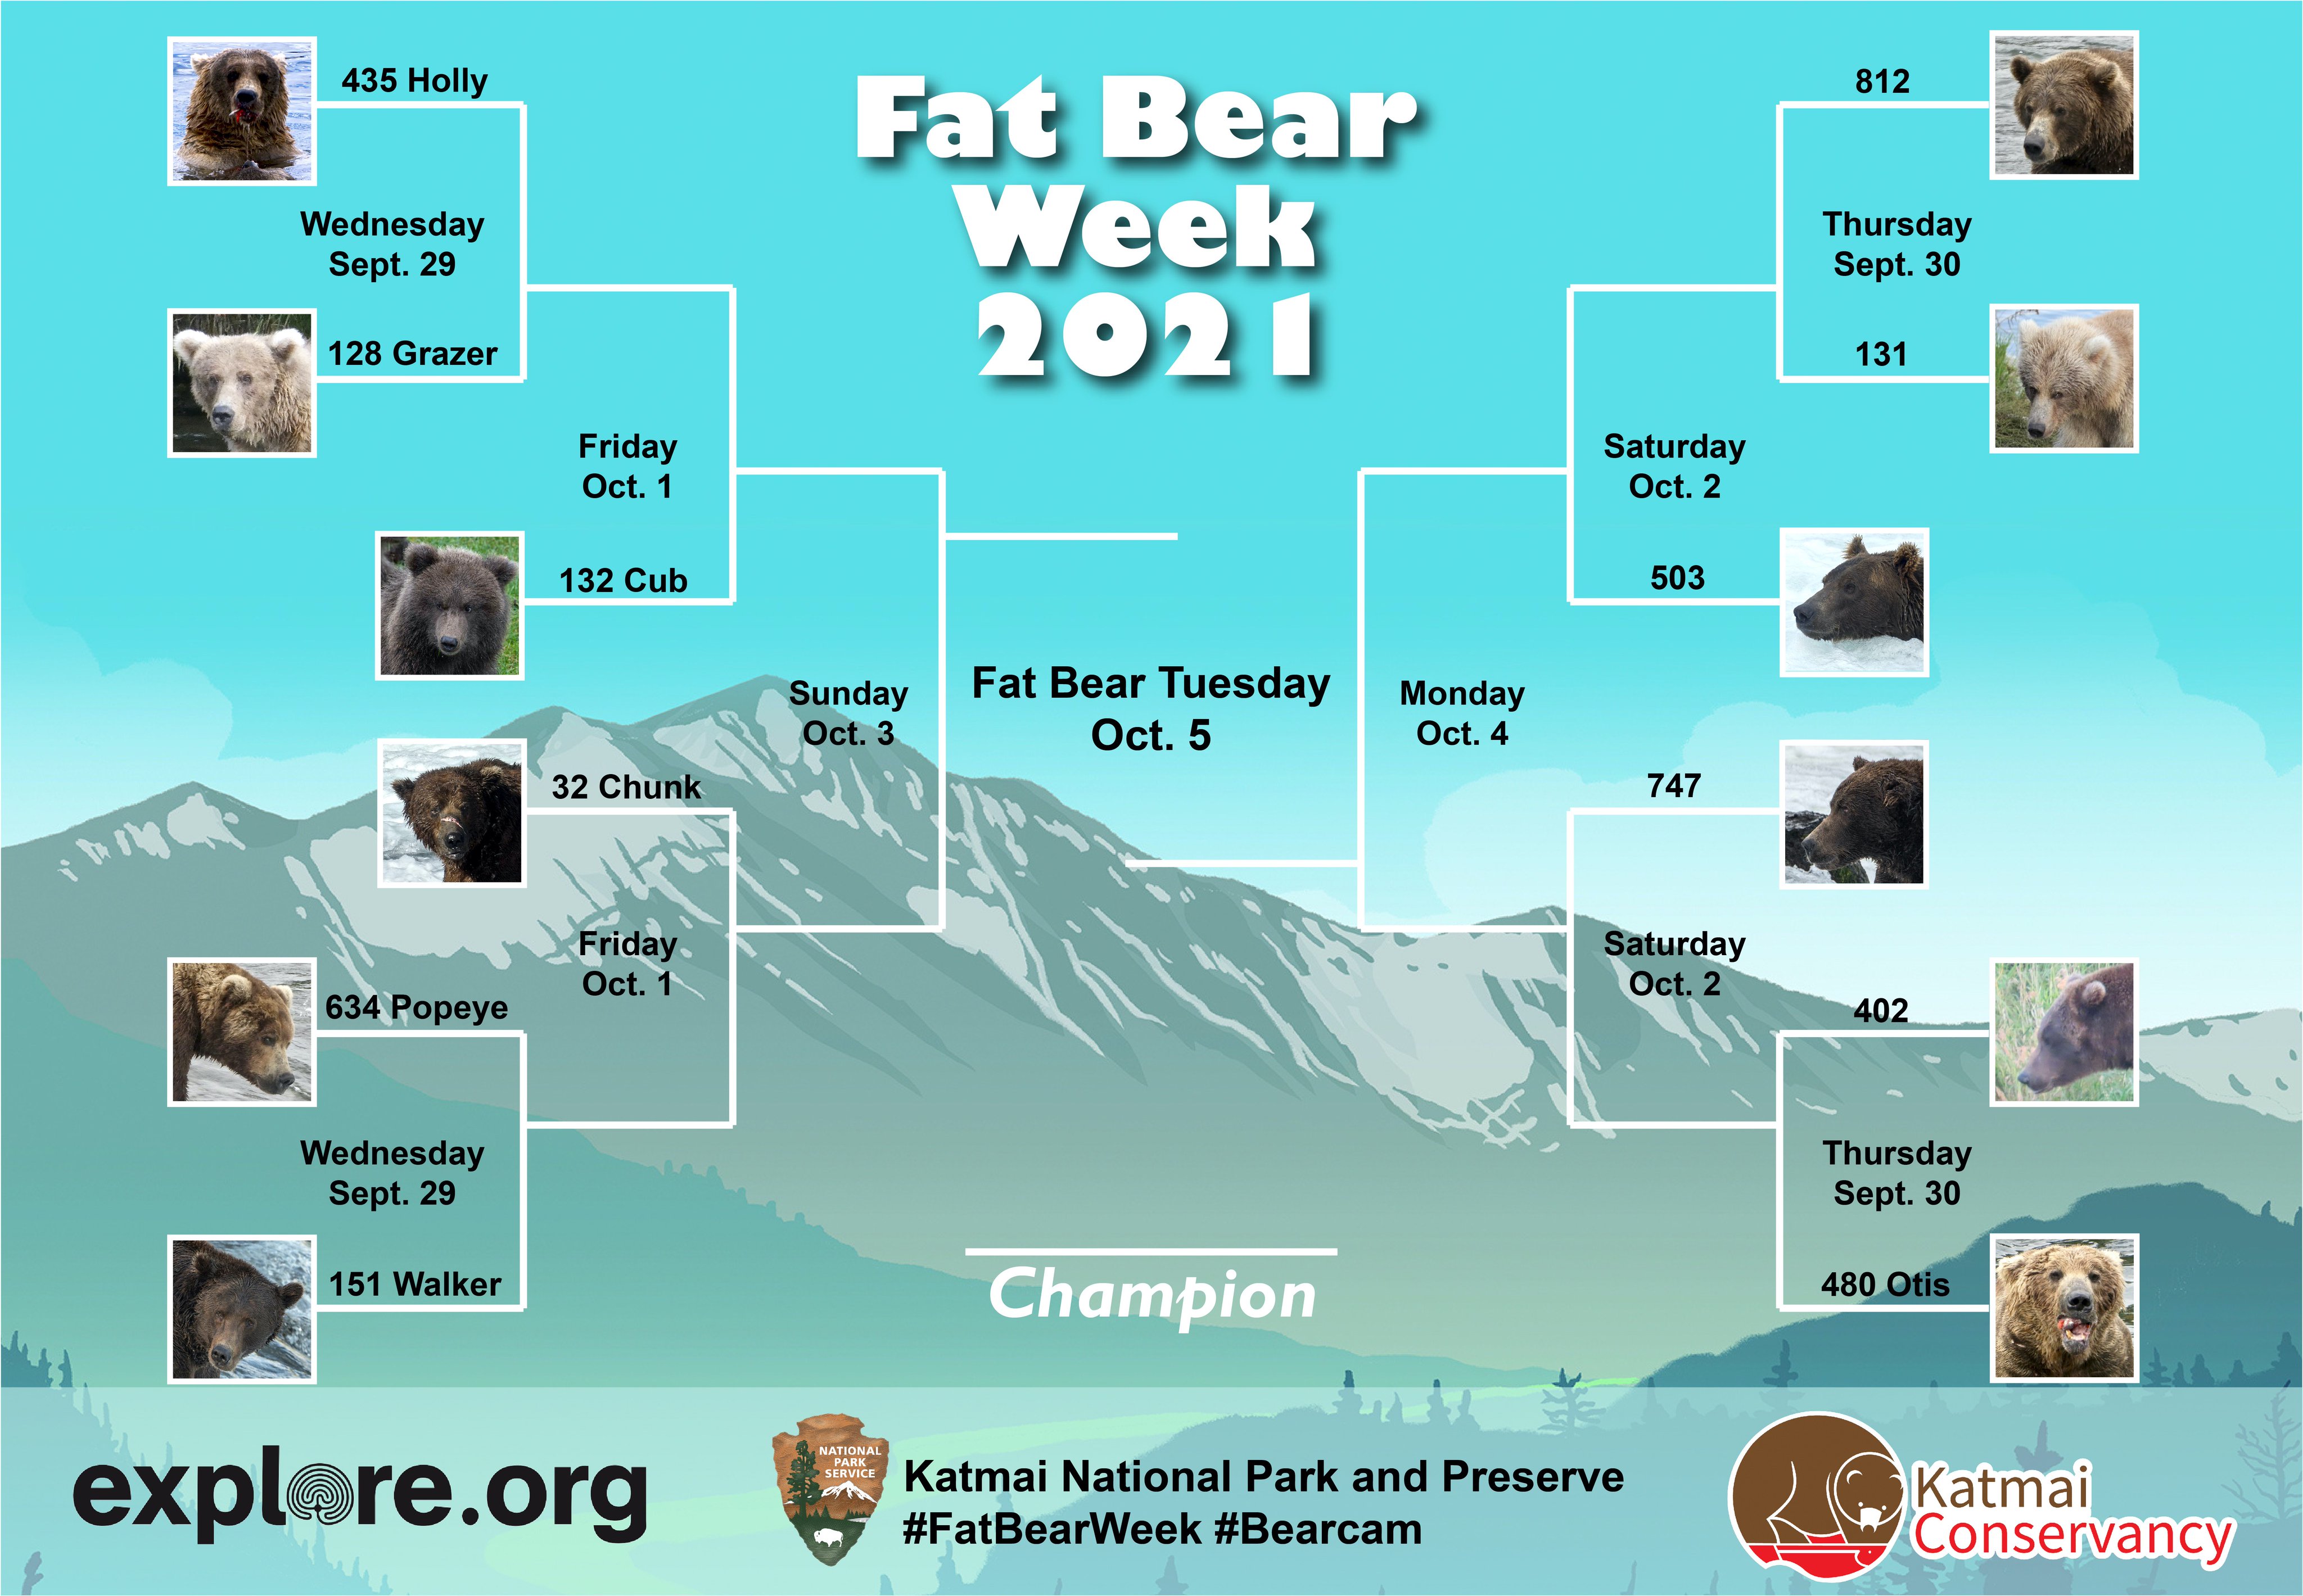 Fat Bear
Week
2021
435 Holly
Wednesday
Sept. 29
128 Grazer
Friday
Oct. 1
132 Cub
Sunday
Oct. 3
32 Chunk
Friday
Oct. 1
634 Popeye
Wednesday
Sept. 29
151 Walker
Fat Bear Tuesday
Oct. 5
812
Thursday
Sept. 30
131
Saturday
Oct. 2
503
Monday
Oct. 4
747
Saturday
Oct. 2
402
Thursday
Sept. 30
480 Otis
Champion
explore.org
NATIONAL
PARK
SERVICE
Katmai National Park and Preserve
#FatBearWeek #Bearcam
Katmai
Conservancy